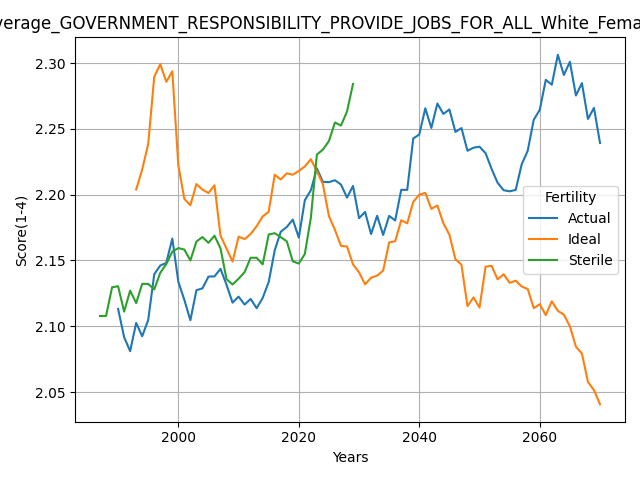 verage_GOVERNMENT_RESPONSIBILITY_PROVIDE_JOBS_FOR_ALL_White_Fema
2.30
2.25
2.20
2.15
2.10
2.05
Score(1-4)
Fertility
Actual
Ideal
Sterile
2000
2020
2040
2060
Years